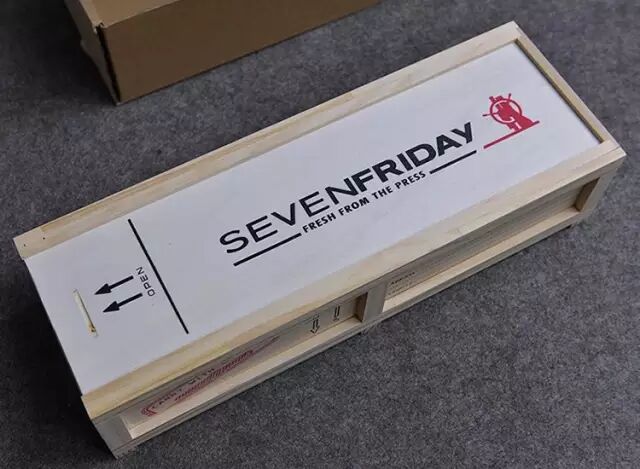 SEVENFRIDAY
FRESH FROM THE PRESS
OPEN